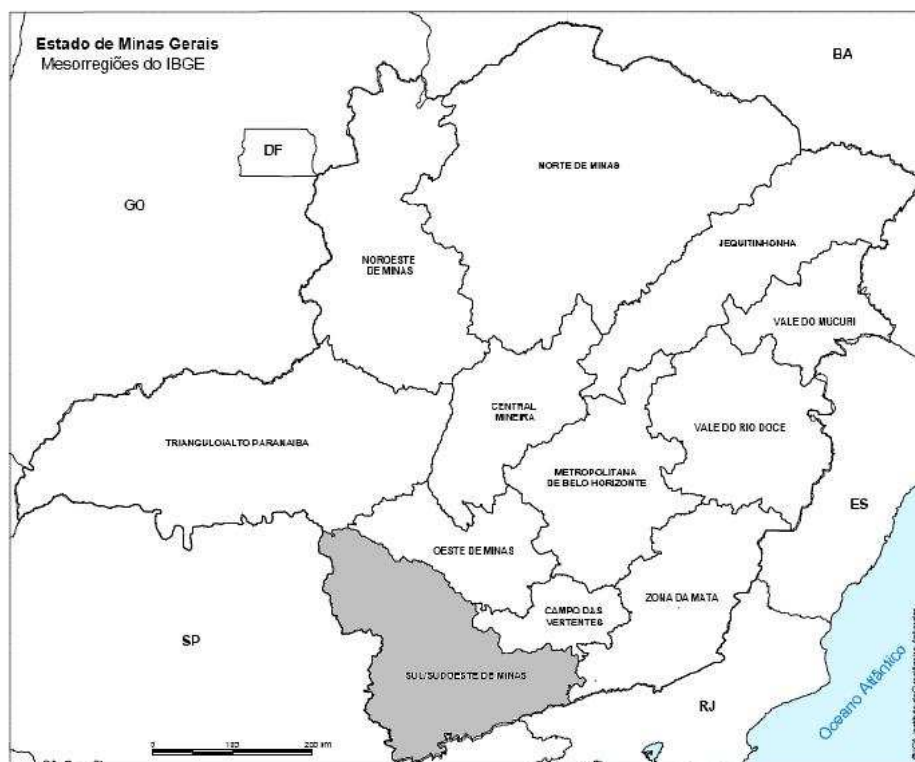 Estado de Minas Gerais
Mesorregiões do IBGE
BA
DF
NORTE DE MINAS
GO
JEQUITINHONHA
NOROESTE
DE MINAS
VALE DO MUCURI
CENTRAL
MINEIRA
TRIANGULO/ALTO PARANAIBA
VALE DO RIO DOCE
METROPOLITANA
DE BELO HORIZONTE
ES
OESTE DE MINAS
ZONA DA MATA
CAMPO DAS
VERTENTES
SP
SUL/SUDOESTE DE MINAS
RJ
Oceano Atlântico
0 100 200 km